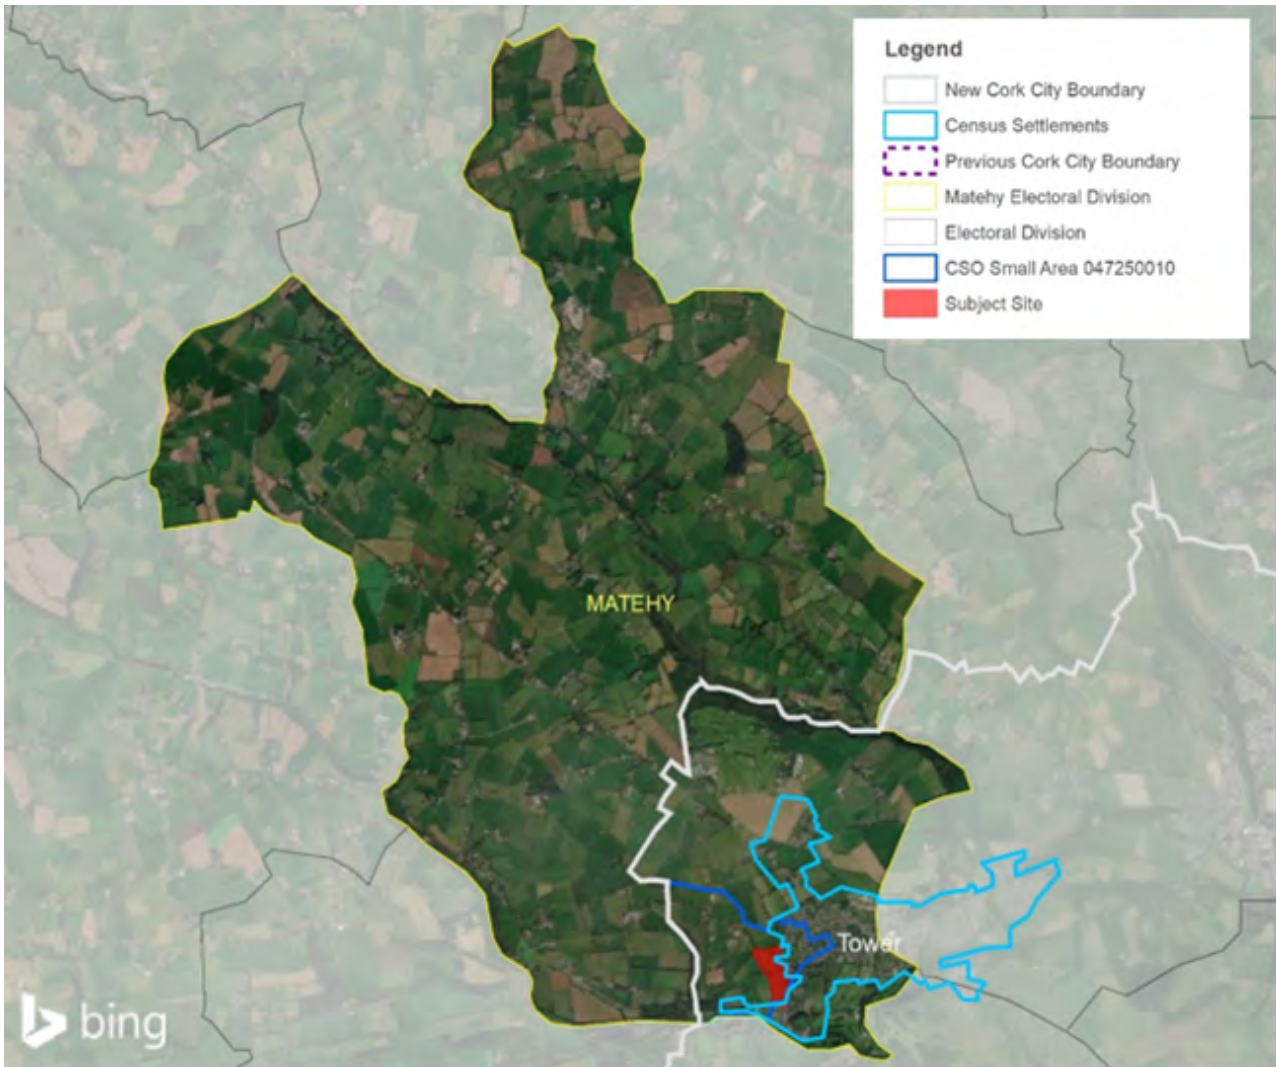 Legend
New Cork City Boundary
Census Settlements
Previous Cork City Boundary
Matehy Electoral Division
Electoral Division
CSO Small Area 047250010
Subject Site
MATEHY
Tower
bing